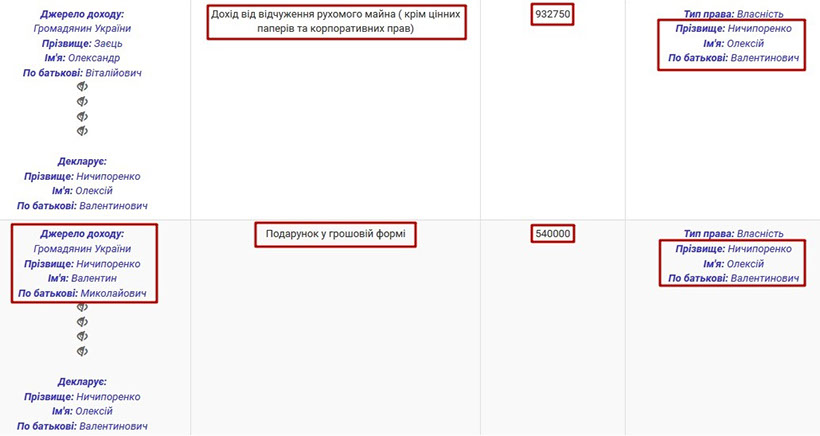 Джерело доходу:
Громадянин України
Прізвище: Заєць
Ім'я: Олександр
По батькові: Віталійович
Декларує:
Прізвище: Ничипоренко
Ім'я: Олексій
По батькові: Валентинович
Дохід від відчуження рухомого майна ( крім цінних
паперів та корпоративних прав)
932750
Тип права: Власність
Прізвище: Ничипоренко
Ім'я: Олексій
По батькові: Валентинович
Джерело доходу:
Громадянин України
Прізвище: Ничипоренко
Ім'я: Валентин
По батькові: Миколайович
Декларує:
Прізвище: Ничипоренко
Ім'я: Олексій
По батькові: Валентинович
Подарунок у грошовій формі
540000
Тип права: Власність
Прізвище: Ничипоренко
Ім'я: Олексій
По батькові: Валентинович